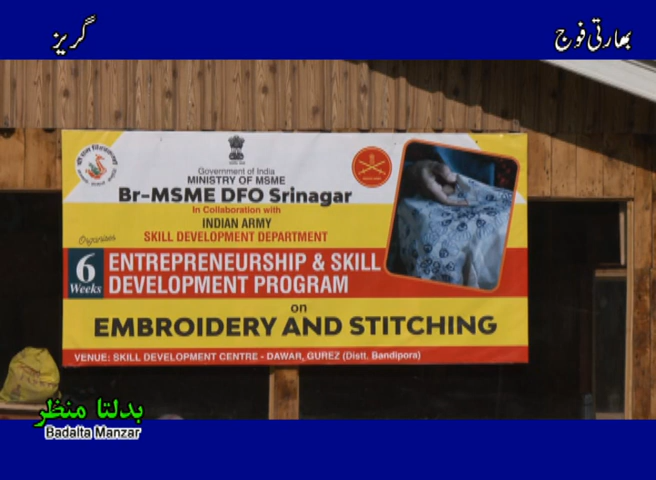 گریز
بھارتی فوج
Government of India
MINISTRY OF MSME
Br-MSME DFO Srinagar
In Collaboration with
INDIAN ARMY
SKILL DEVELOPMENT DEPARTMENT
Organises
6 Weeks
ENTREPRENEURSHIP & SKILL
DEVELOPMENT PROGRAM
on
EMBROIDERY AND STITCHING
VENUE: SKILL DEVELOPMENT CENTRE - DAWAR, GUREZ (Distt. Bandipora)
بدلتا منظر
Badalta Manzar